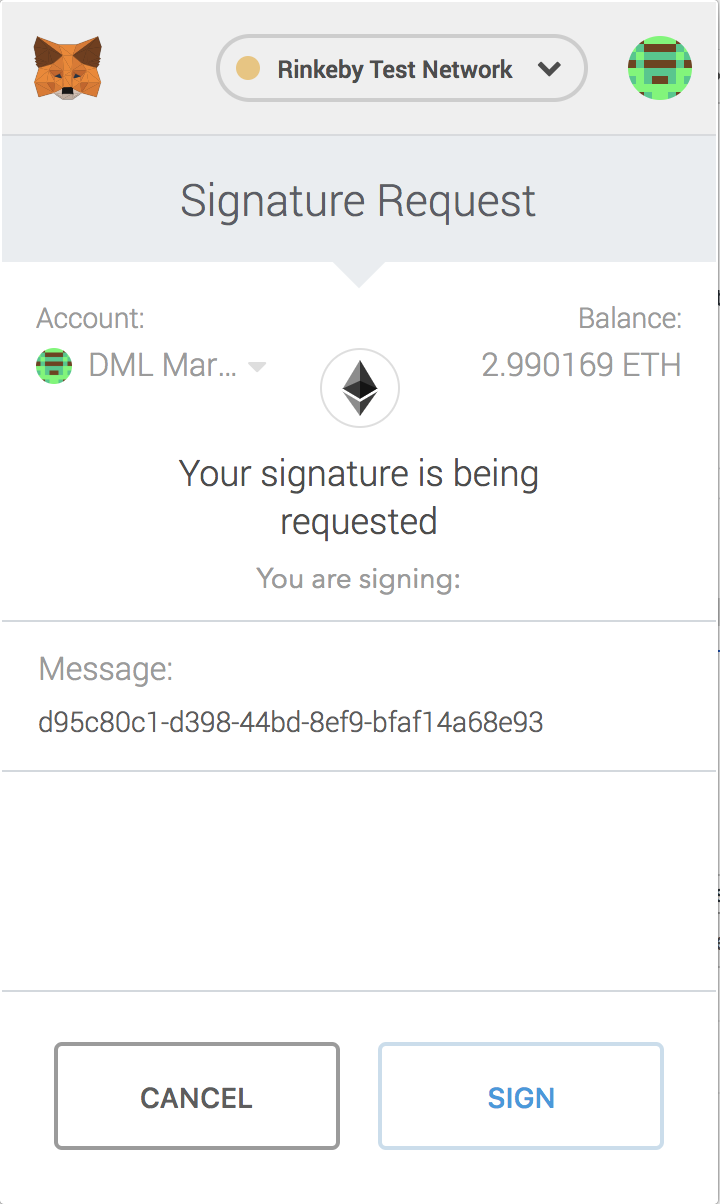 Rinkeby Test Network
Signature Request
Account:
Balance:
DML Mar...
2.990169 ETH
Your signature is being
requested
You are signing:
Message:
d95c80c1-d398-44bd-8ef9-bfaf14a68e93
CANCEL
SIGN